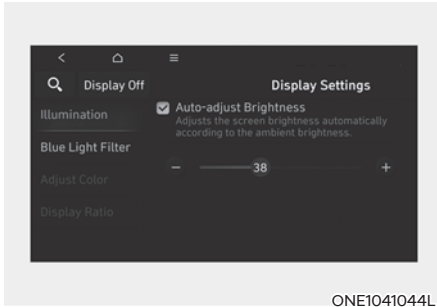 Display Off
Display Settings
Illumination
Auto-adjust Brightness
Adjusts the screen brightness automatically
according to the ambient brightness.
Blue Light Filter
- 38 +
Adjust Color
Display Ratio
ONE1041044L